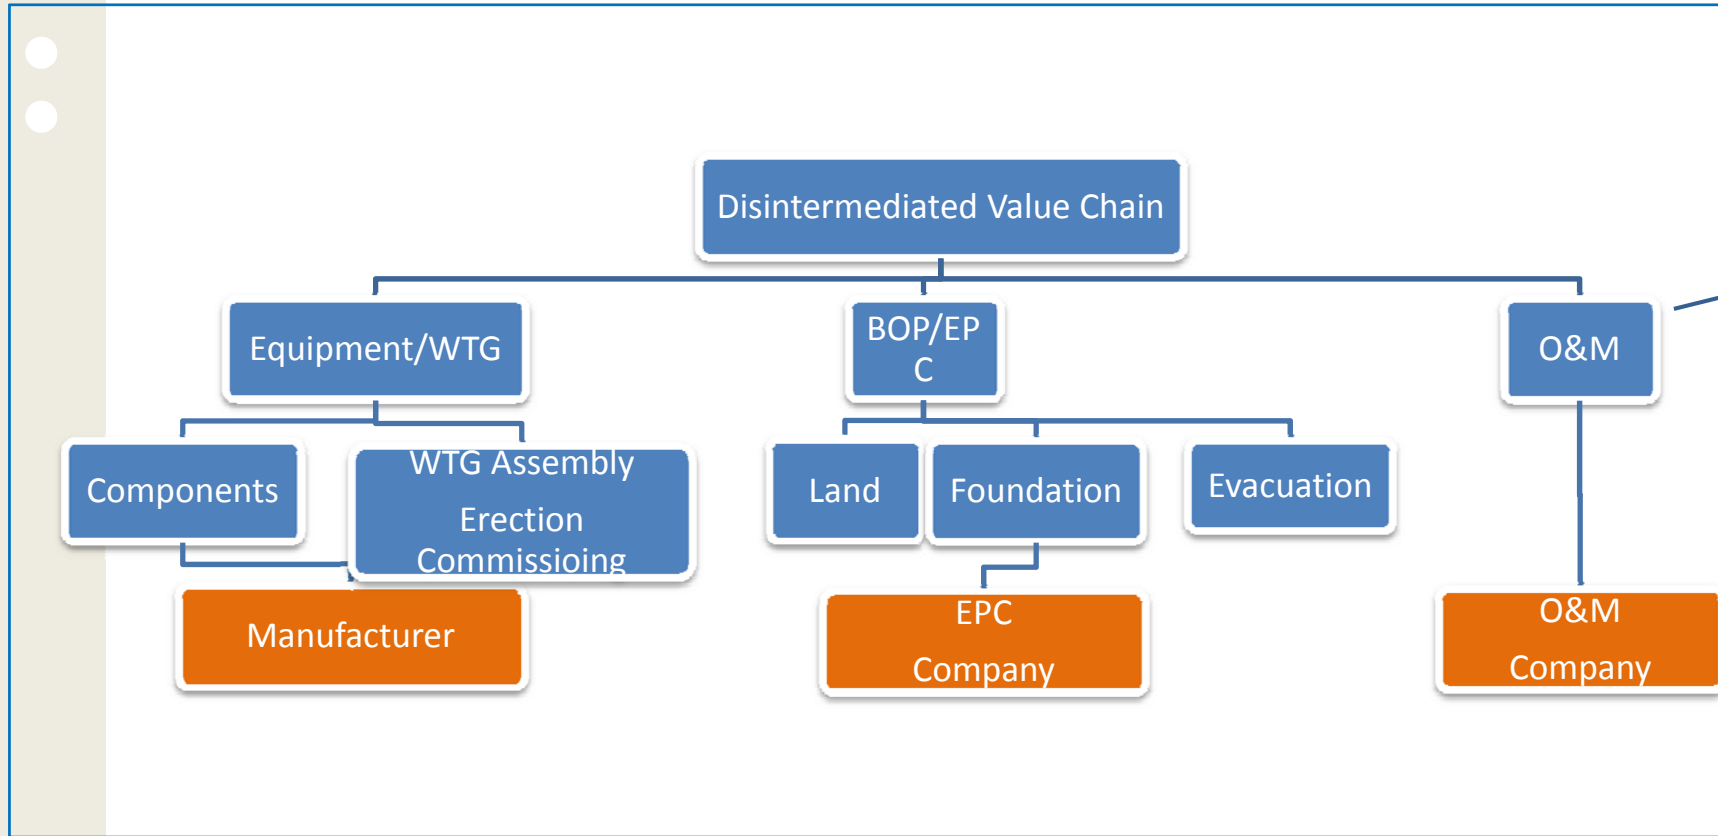 Disintermediated Value Chain
Equipment/WTG
BOP/EP
C
O&M
Components
WTG Assembly
Erection
Commissioing
Land
Foundation
Evacuation
Manufacturer
EPC
Company
O&M
Company